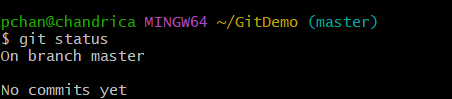 pchan@chandrica MINGW64 ~/GitDemo (master)
$ git status
On branch master
No commits yet